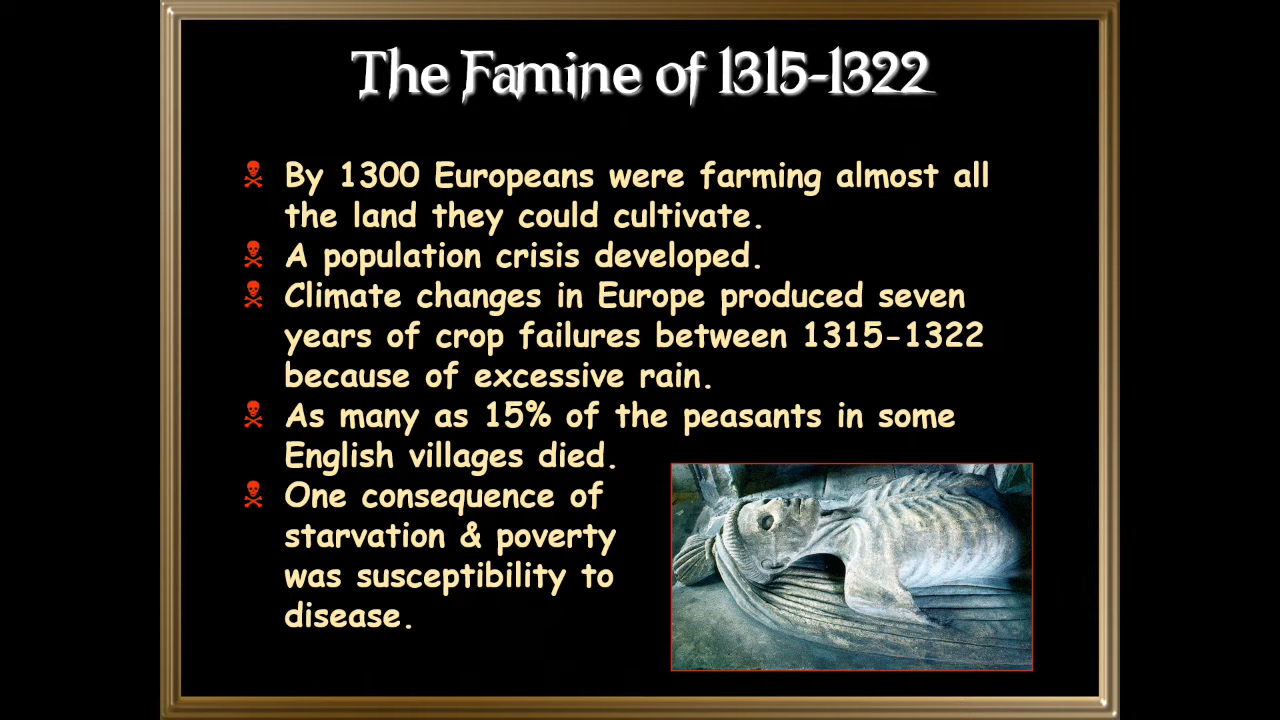 The Famine of 1315-1322
By 1300 Europeans were farming almost all
the land they could cultivate.
A population crisis developed.
Climate changes in Europe produced seven
years of crop failures between 1315-1322
because of excessive rain.
As many as 15% of the peasants in some
English villages died.
One consequence of
starvation & poverty
was susceptibility to
disease.